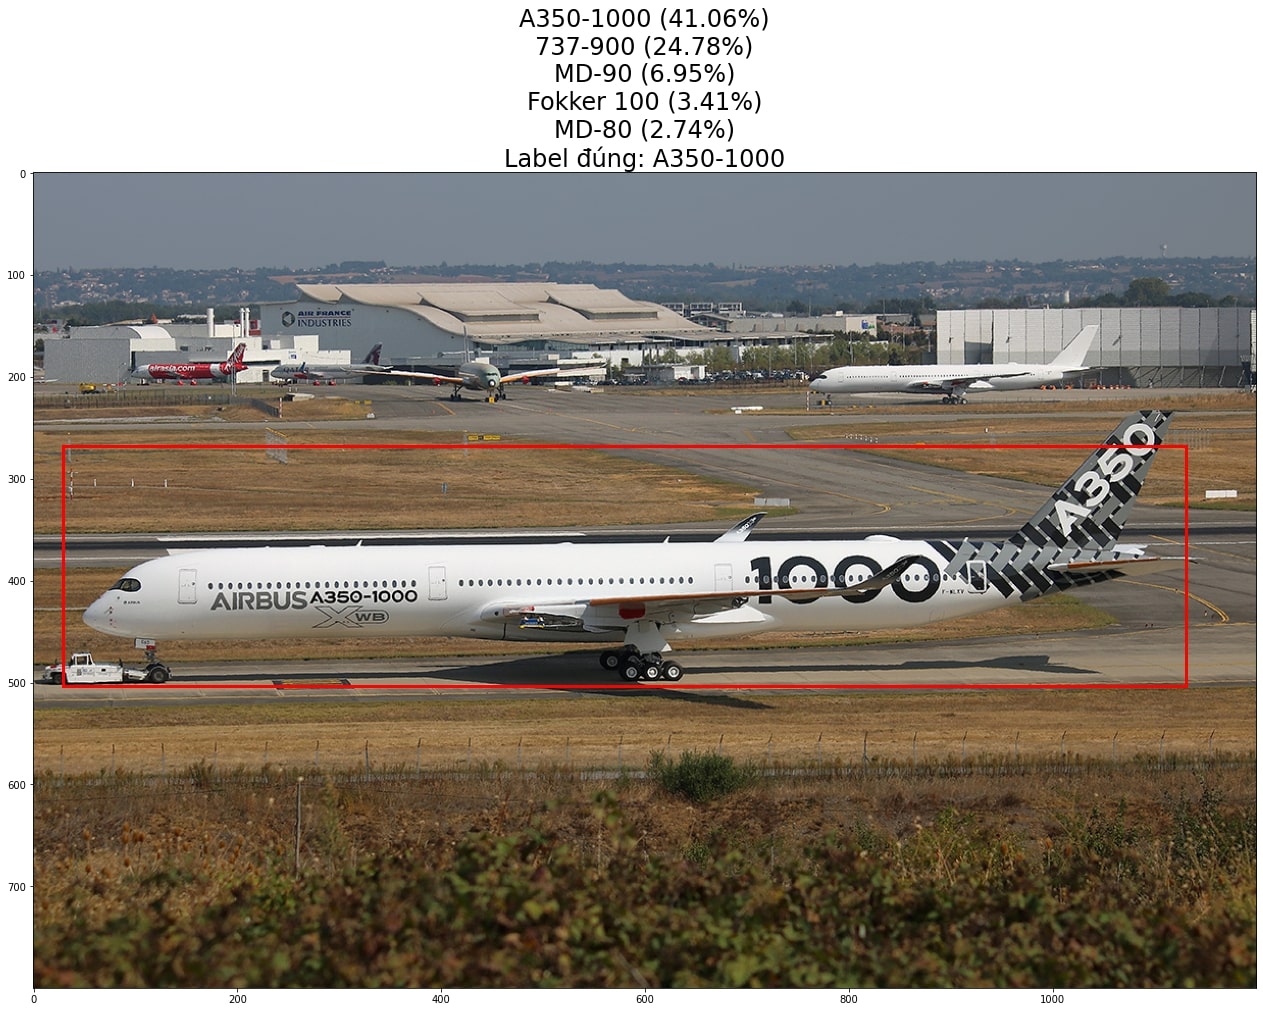 A350-1000 (41.06%)
737-900 (24.78%)
MD-90 (6.95%)
Fokker 100 (3.41%)
MD-80 (2.74%)
Label đúng: A350-1000
0
100
200
300
400
500
600
700
0
200
400
600
800
1000
AIR FRANCE
INDUSTRIES
airasia.com
QATAR
A350
1000
AIRBUS A350-1000
XWB
F-WLXV